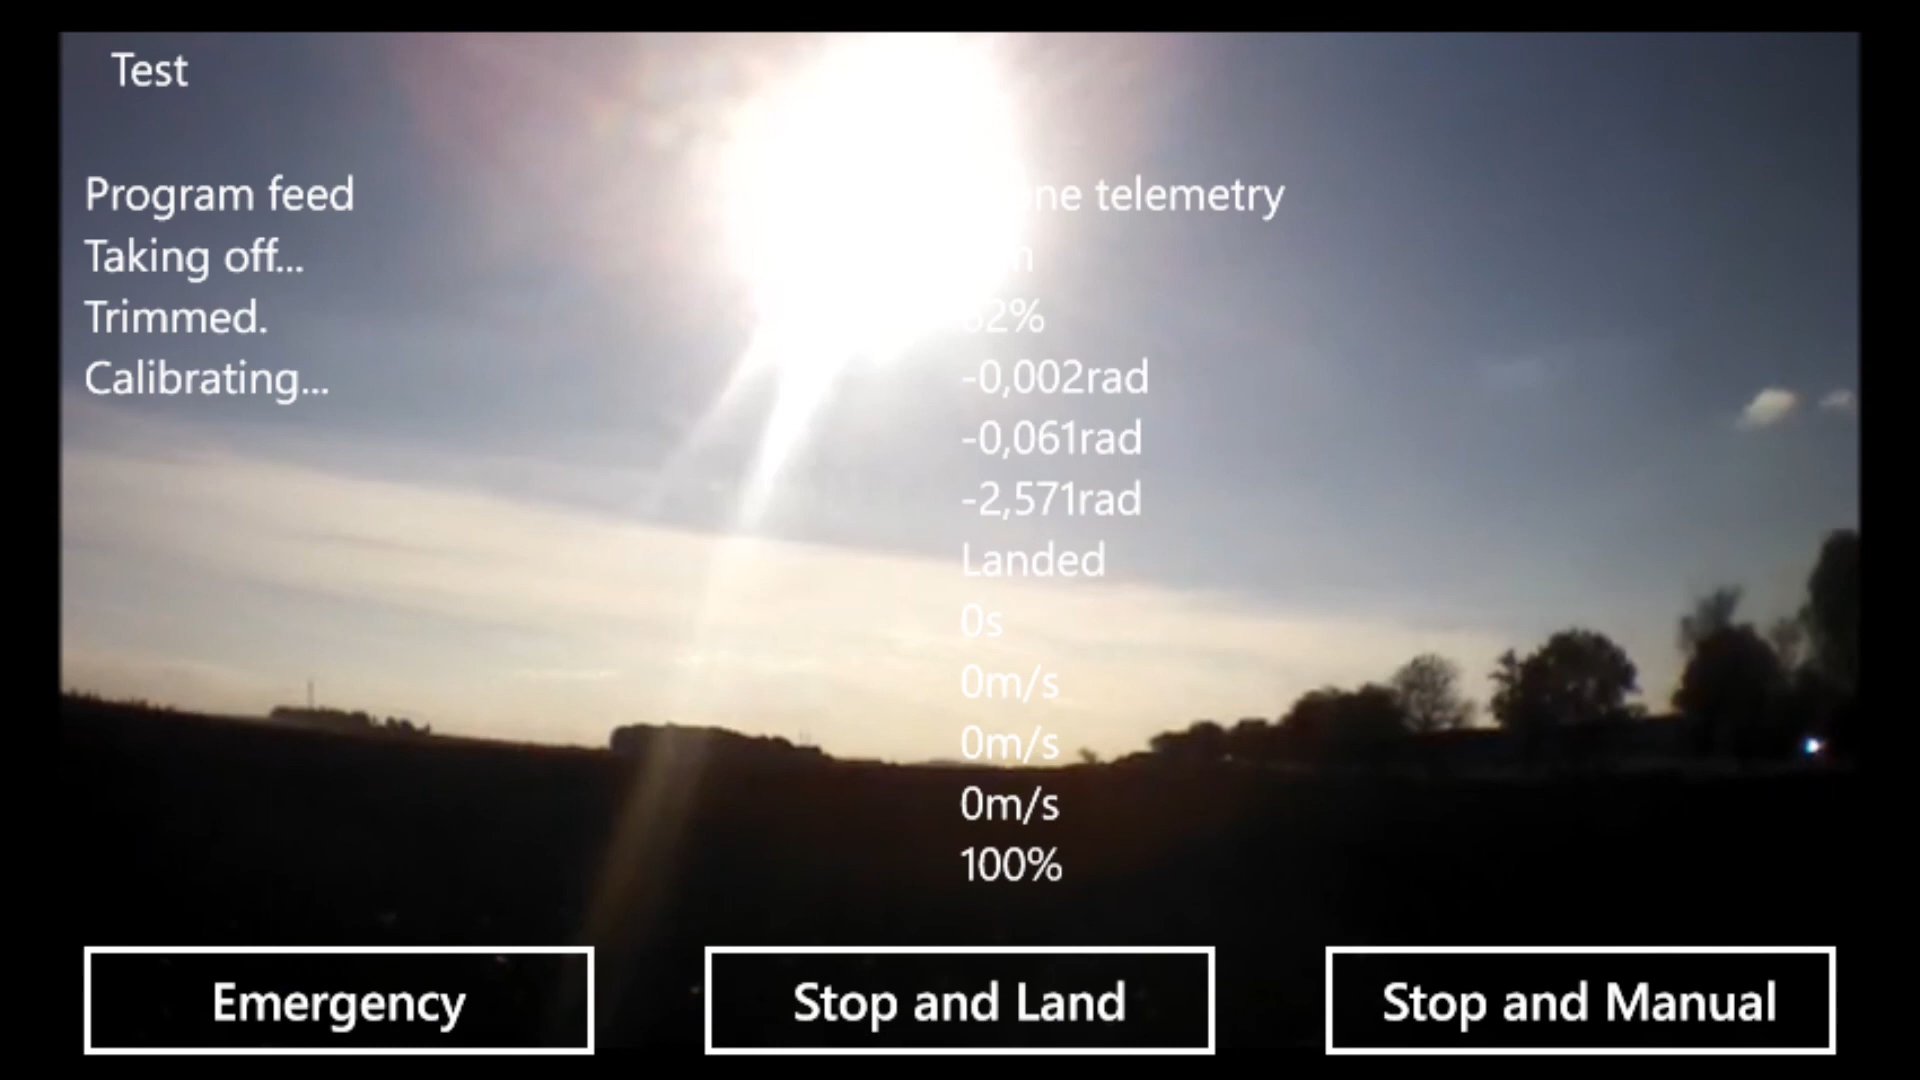 Test
Program feed
Taking off...
Trimmed.
Calibrating...
telemetry
-0,002rad
-0,061rad
-2,571rad
Landed
0s
0m/s
0m/s
0m/s
100%
Emergency
Stop and Land
Stop and Manual